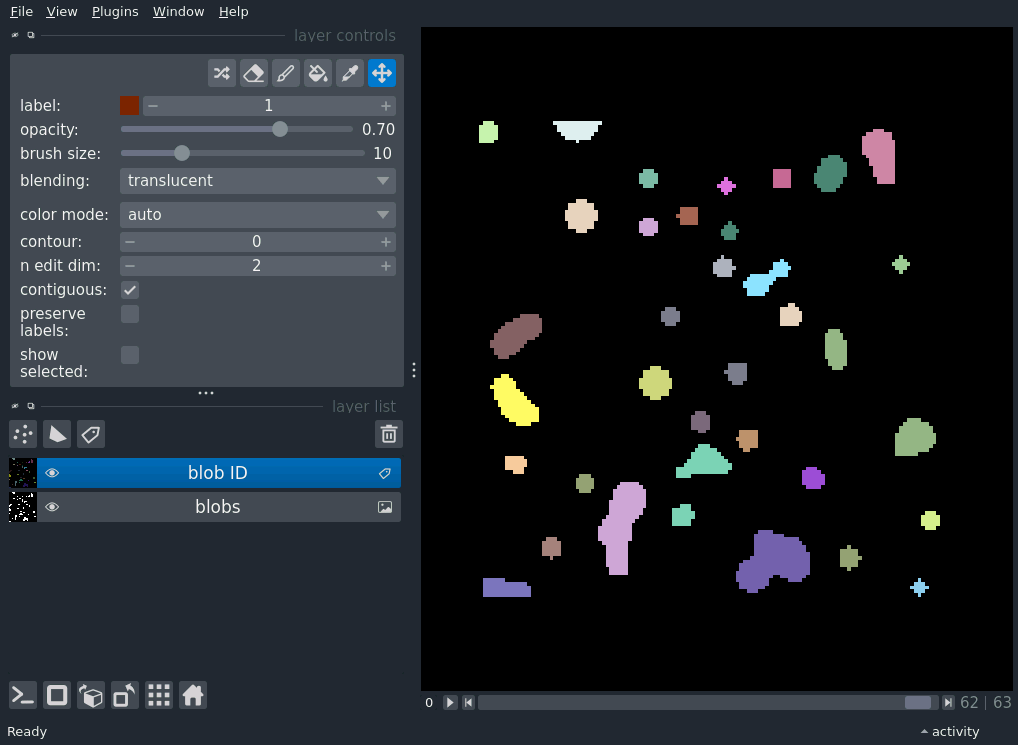 File View Plugins Window Help
layer controls
label: 1
opacity: 0.70
brush size: 10
blending: translucent
color mode: auto
contour: 0
n edit dim: 2
contiguous:
preserve
labels:
show
selected:
layer list
blob ID
blobs
0 62 | 63
Ready activity